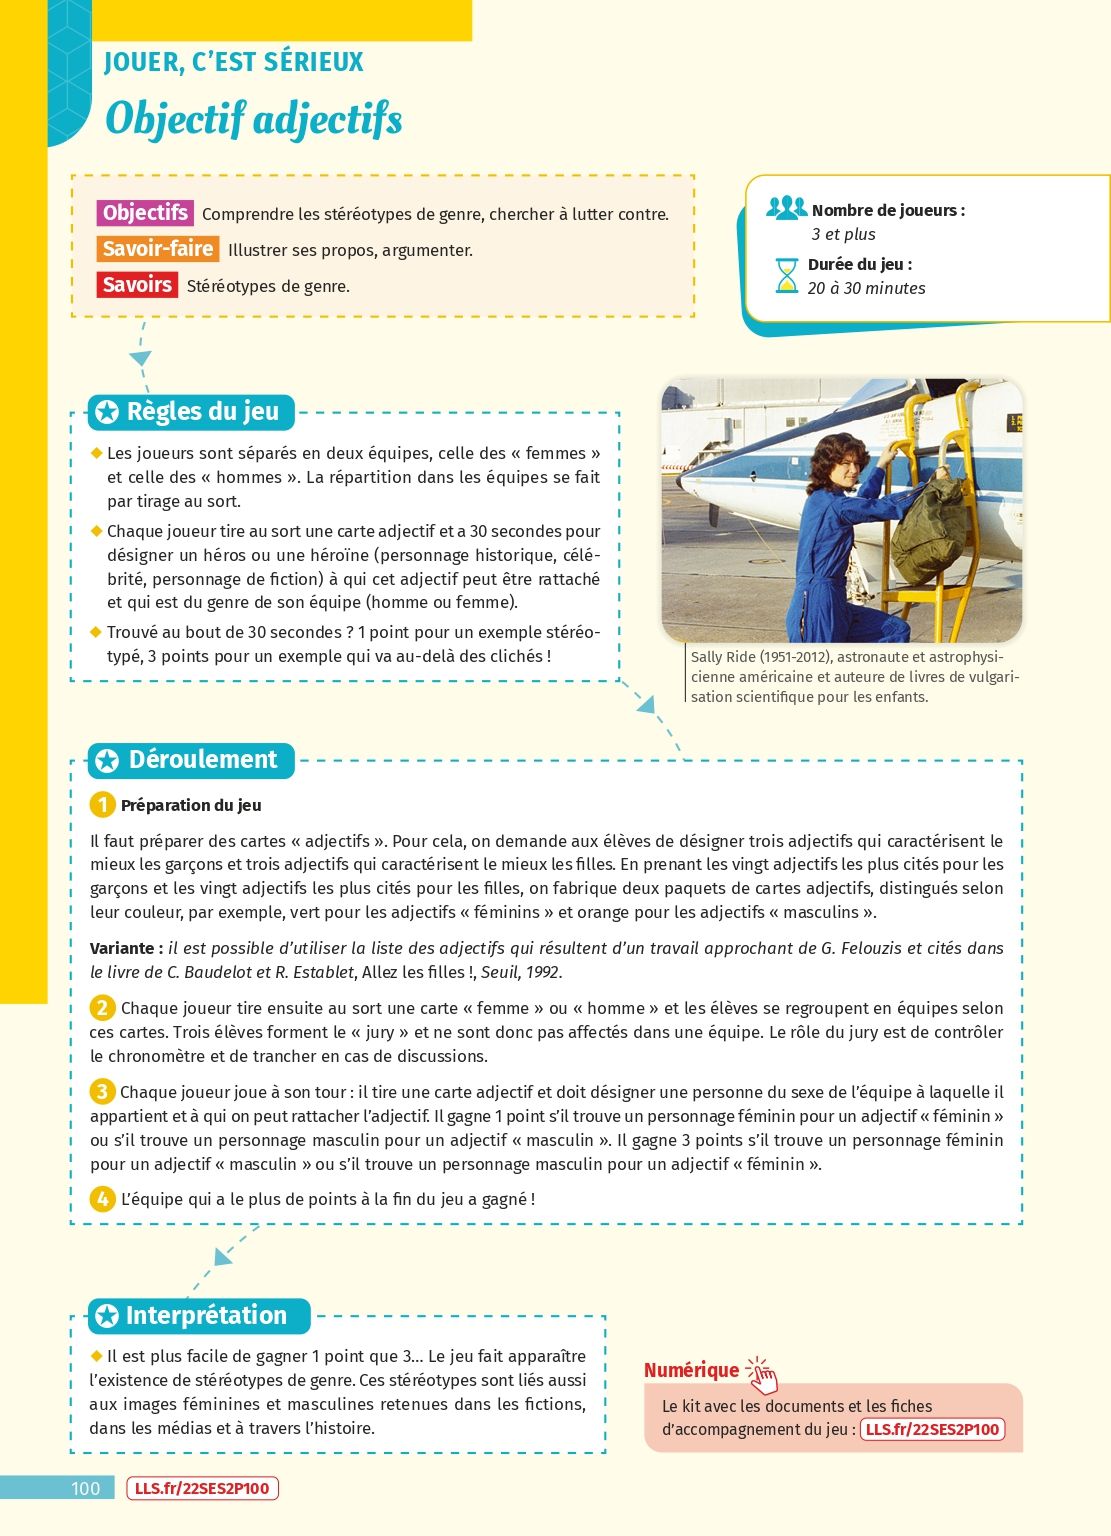 JOUER, C’EST SÉRIEUX
Objectif adjectifs
Objectifs Comprendre les stéréotypes de genre, chercher à lutter contre.
Savoir-faire Illustrer ses propos, argumenter.
Savoirs Stéréotypes de genre.
Nombre de joueurs :
3 et plus
Durée du jeu :
20 à 30 minutes
Règles du jeu
Les joueurs sont séparés en deux équipes, celle des « femmes »
et celle des « hommes ». La répartition dans les équipes se fait
par tirage au sort.
Chaque joueur tire au sort une carte adjectif et a 30 secondes pour
désigner un héros ou une héroïne (personnage historique, célé-
brité, personnage de fiction) à qui cet adjectif peut être rattaché
et qui est du genre de son équipe (homme ou femme).
Trouvé au bout de 30 secondes ? 1 point pour un exemple stéréo-
typé, 3 points pour un exemple qui va au-delà des clichés !
Sally Ride (1951-2012), astronaute et astrophysi-
cienne américaine et auteure de livres de vulgari-
sation scientifique pour les enfants.
Déroulement
1 Préparation du jeu
Il faut préparer des cartes « adjectifs ». Pour cela, on demande aux élèves de désigner trois adjectifs qui caractérisent le
mieux les garçons et trois adjectifs qui caractérisent le mieux les filles. En prenant les vingt adjectifs les plus cités pour les
garçons et les vingt adjectifs les plus cités pour les filles, on fabrique deux paquets de cartes adjectifs, distingués selon
leur couleur, par exemple, vert pour les adjectifs « féminins » et orange pour les adjectifs « masculins ».
Variante : il est possible d’utiliser la liste des adjectifs qui résultent d’un travail approchant de G. Felouzis et cités dans
le livre de C. Baudelot et R. Establet, Allez les filles !, Seuil, 1992.
2 Chaque joueur tire ensuite au sort une carte « femme » ou « homme » et les élèves se regroupent en équipes selon
ces cartes. Trois élèves forment le « jury » et ne sont donc pas affectés dans une équipe. Le rôle du jury est de contrôler
le chronomètre et de trancher en cas de discussions.
3 Chaque joueur joue à son tour : il tire une carte adjectif et doit désigner une personne du sexe de l’équipe à laquelle il
appartient et à qui on peut rattacher l’adjectif. Il gagne 1 point s’il trouve un personnage féminin pour un adjectif « féminin »
ou s’il trouve un personnage masculin pour un adjectif « masculin ». Il gagne 3 points s’il trouve un personnage féminin
pour un adjectif « masculin » ou s’il trouve un personnage masculin pour un adjectif « féminin ».
4 L’équipe qui a le plus de points à la fin du jeu a gagné !
Interprétation
Il est plus facile de gagner 1 point que 3... Le jeu fait apparaître
l’existence de stéréotypes de genre. Ces stéréotypes sont liés aussi
aux images féminines et masculines retenues dans les fictions,
dans les médias et à travers l’histoire.
Numérique
Le kit avec les documents et les fiches
d’accompagnement du jeu : LLS.fr/22SES2P100
100 LLS.fr/22SES2P100